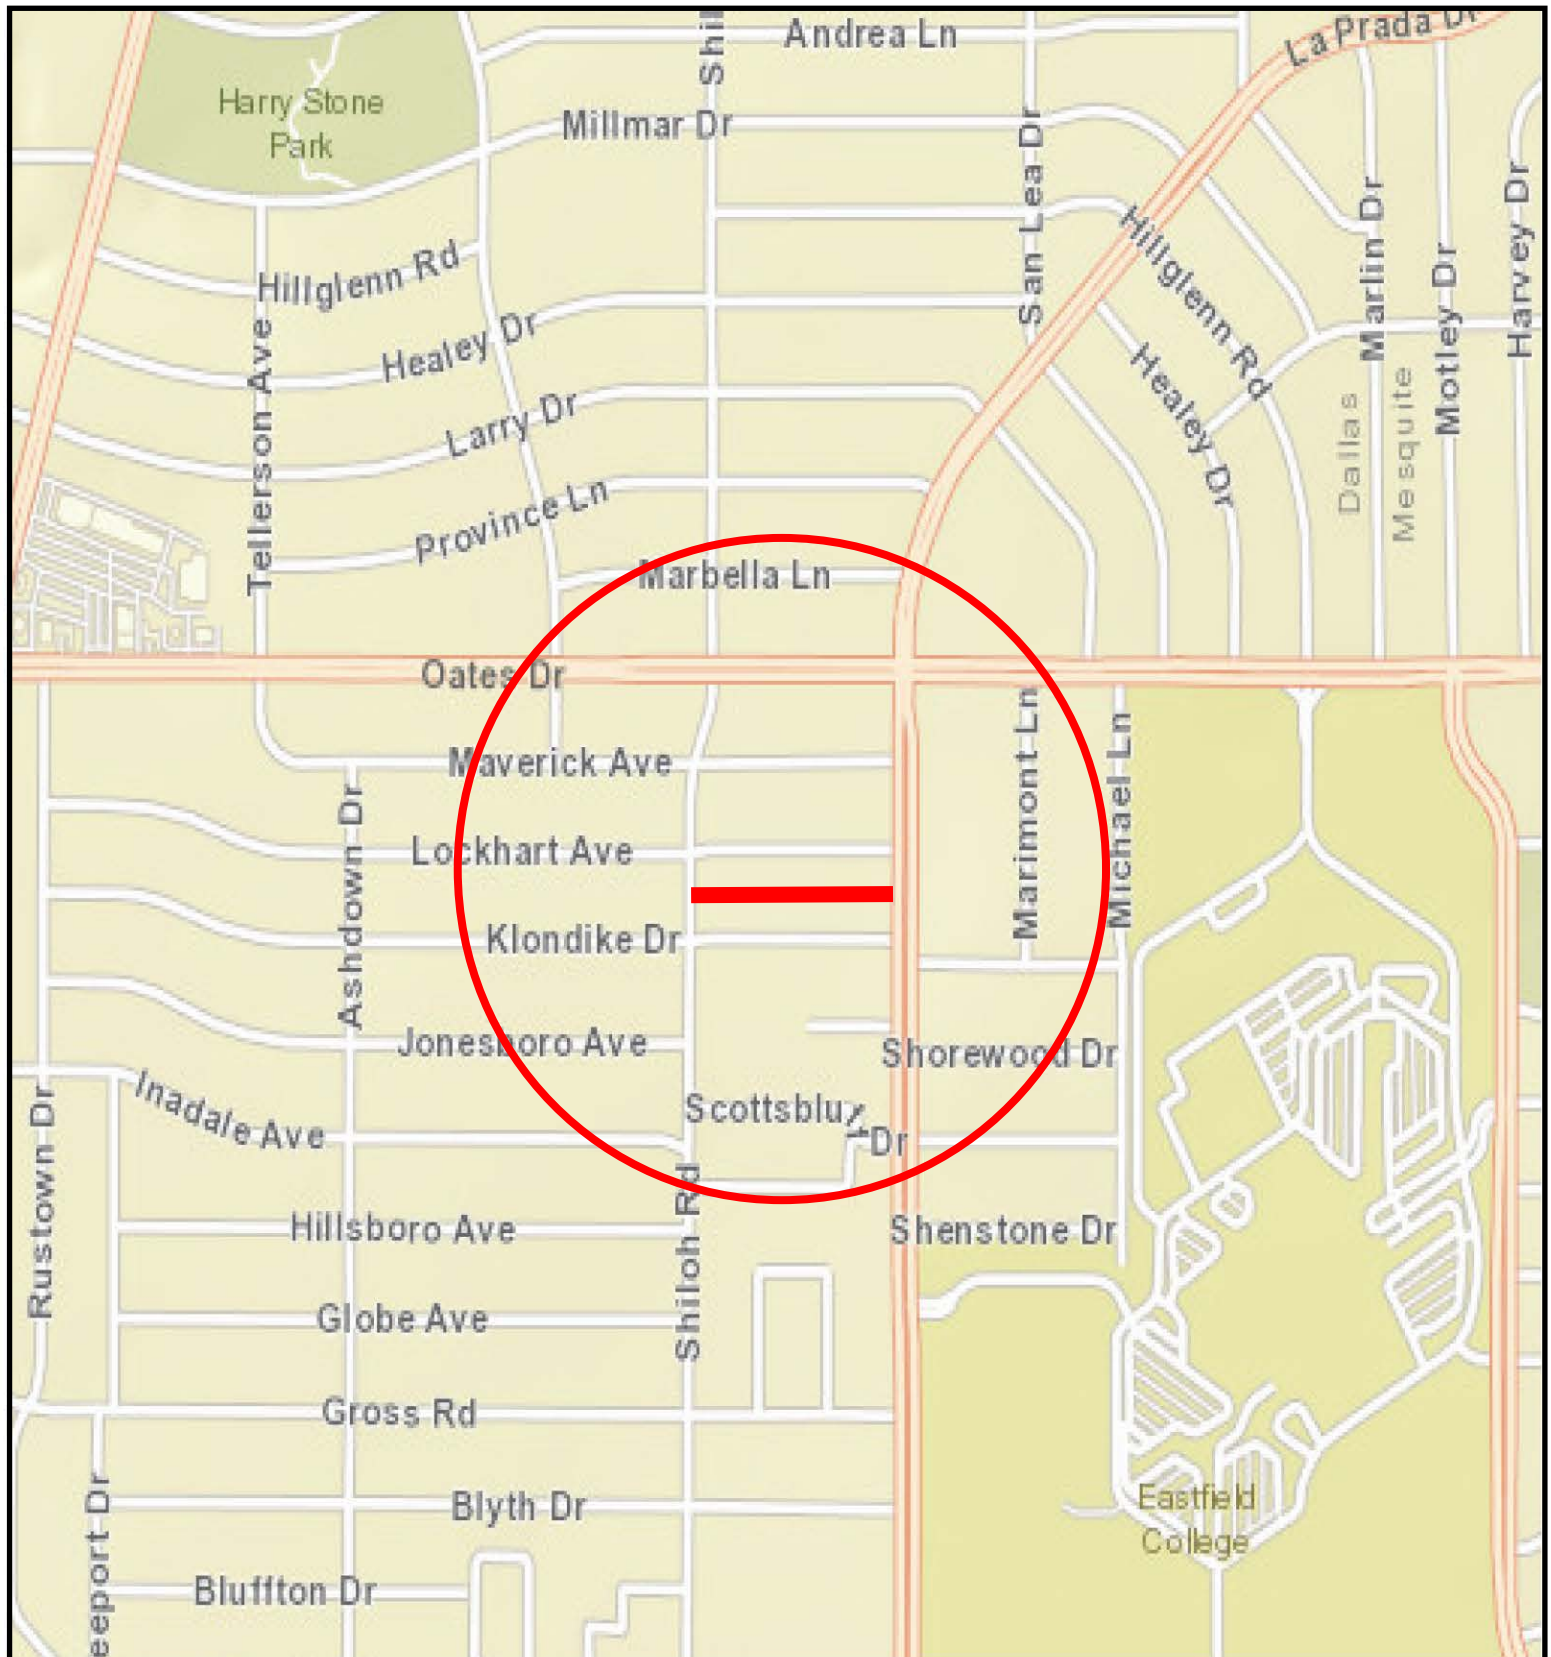 Andrea Ln
La Prada Dr
Shil
Harry Stone
Park
Millmar Dr
San Lea Dr
Marlin Dr
Harvey Dr
Hillglenn Rd
Hillglenn Rd
Motley Dr
Healey Dr
Healey Dr
Tellerson Ave
Larry Dr
Dallas
Mesquite
Province Ln
Marbella Ln
Oates Dr
Marimont Ln
Michael Ln
Maverick Ave
Ashdown Dr
Lockhart Ave
Klondike Dr
Jonesboro Ave
Shorewood Dr
Inadale Ave
Rustown Dr
Scottsbluf
Dr
Shiloh Rd
Hillsboro Ave
Shenstone Dr
Globe Ave
Gross Rd
eeport Dr
Blyth Dr
Eastfield
College
Bluffton Dr